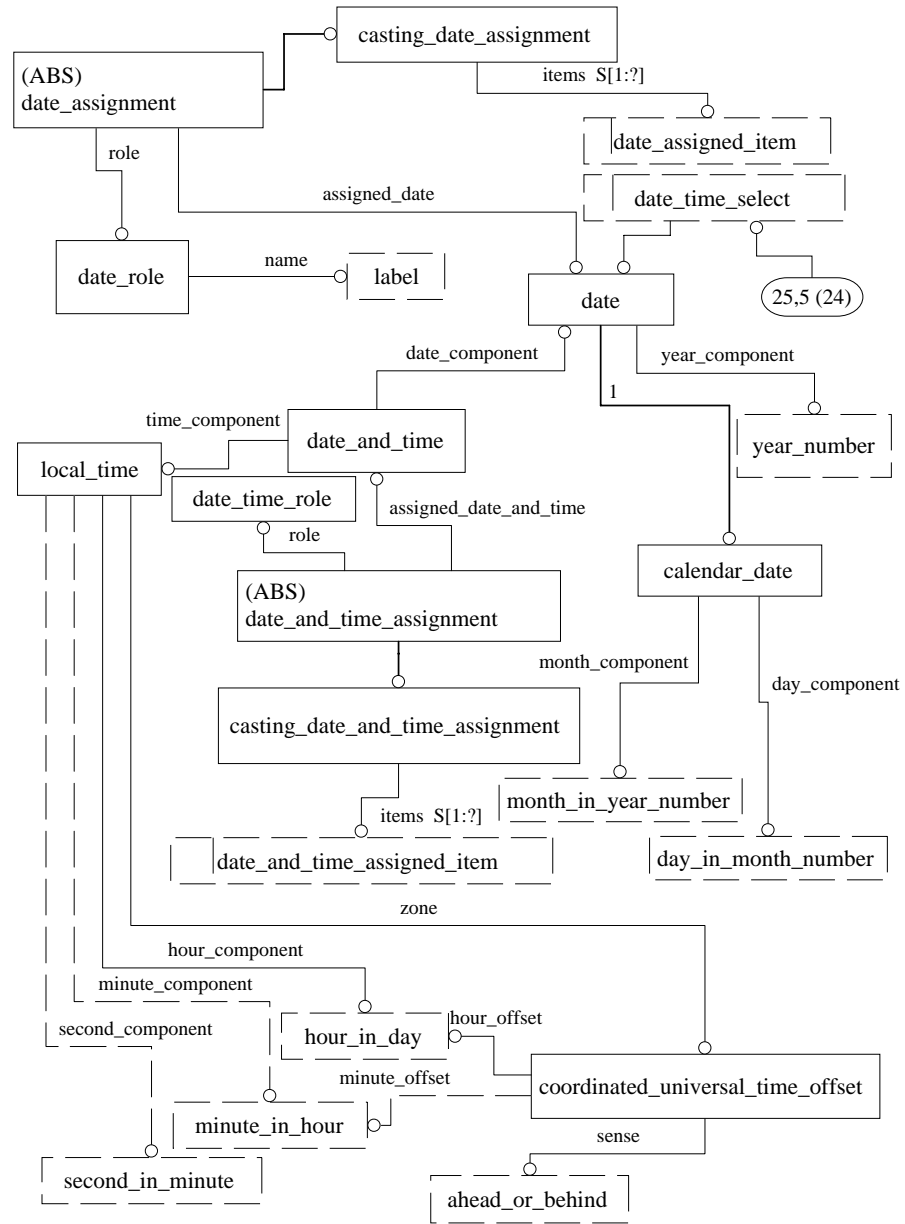 casting_date_assignment
(ABS)
date_assignment
items S[1:?]
date_assigned_item
role
assigned_date
date_time_select
date_role
name
label
date
25,5 (24)
date_component
year_component
1
time_component
date_and_time
year_number
local_time
date_time_role
assigned_date_and_time
role
calendar_date
(ABS)
date_and_time_assignment
month_component
day_component
casting_date_and_time_assignment
month_in_year_number
items S[1:?]
date_and_time_assigned_item
day_in_month_number
zone
hour_component
minute_component
second_component
hour_in_day
hour_offset
minute_offset
coordinated_universal_time_offset
minute_in_hour
sense
second_in_minute
ahead_or_behind